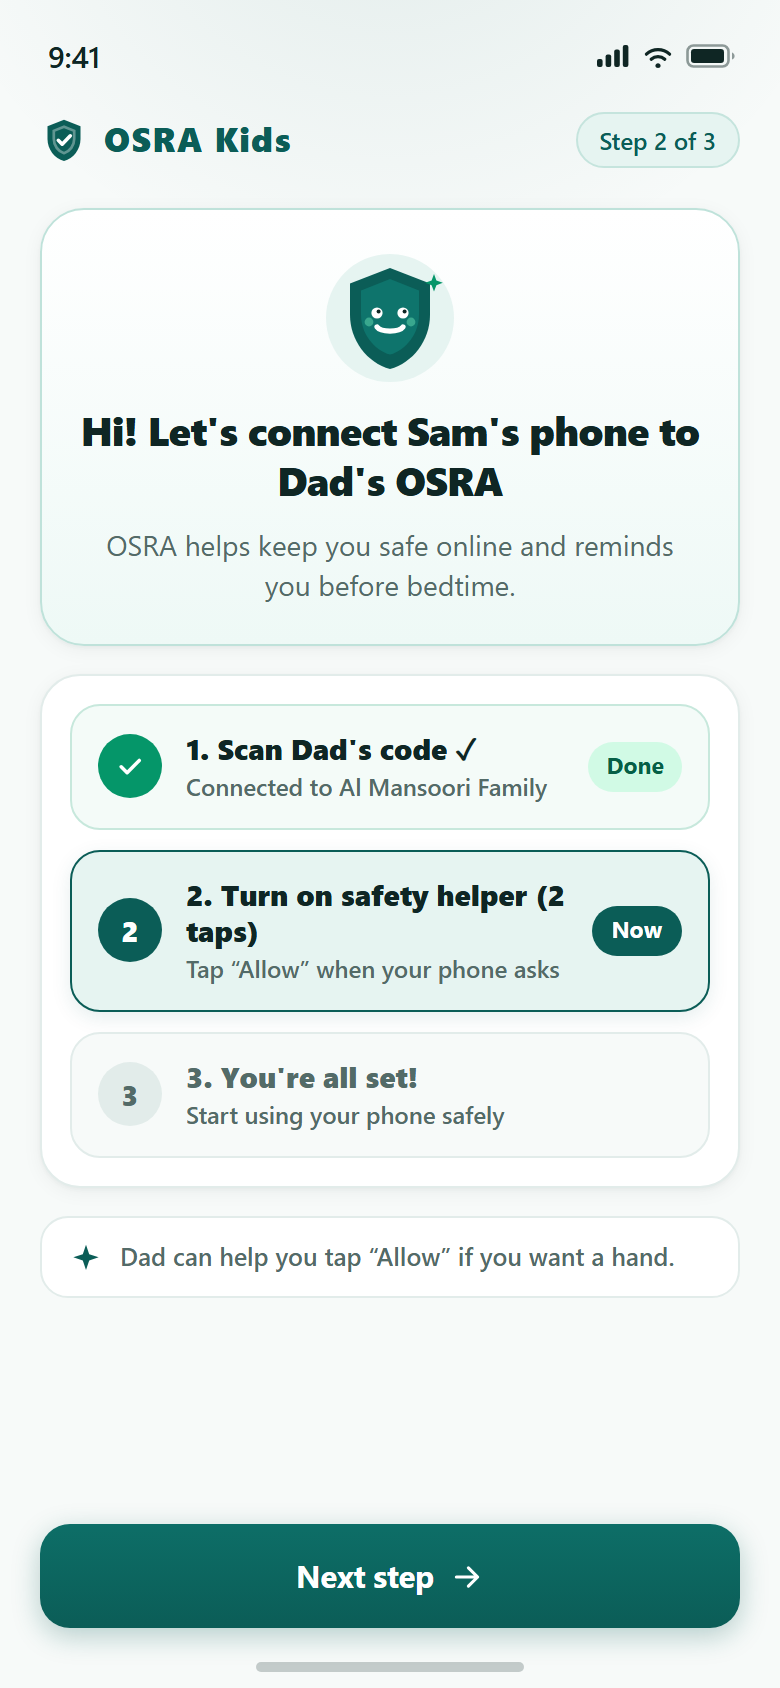 9:41
OSRA Kids
Step 2 of 3
Hi! Let's connect Sam's phone to
Dad's OSRA
OSRA helps keep you safe online and reminds
you before bedtime.
1. Scan Dad's code ✓
Connected to Al Mansoori Family
Done
2
2. Turn on safety helper (2
taps)
Tap “Allow” when your phone asks
Now
3
3. You're all set!
Start using your phone safely
Dad can help you tap “Allow” if you want a hand.
Next step →